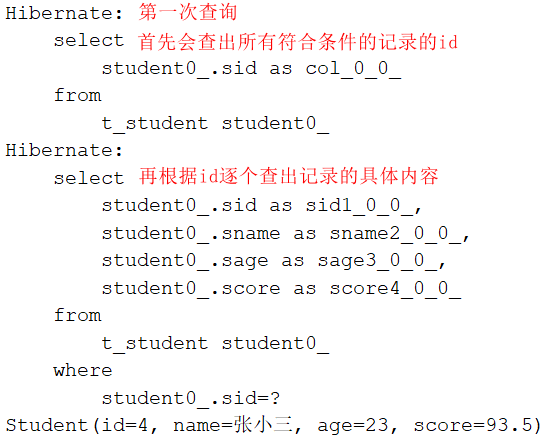 Hibernate: 第一次查询
select 首先会查出所有符合条件的记录的id
student0_.sid as col_0_0_
from
t_student student0_
Hibernate:
select 再根据id逐个查出记录的具体内容
student0_.sid as sid1_0_0_,
student0_.sname as sname2_0_0_,
student0_.sage as sage3_0_0_,
student0_.score as score4_0_0_
from
t_student student0_
where
student0_.sid=?
Student(id=4, name=张小三, age=23, score=93.5)